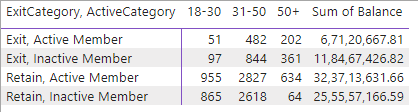 ExitCategory, ActiveCategory 18-30 31-50 50+ Sum of Balance
Exit, Active Member 51 482 202 6,71,20,667.81
Exit, Inactive Member 97 844 361 11,84,67,426.82
Retain, Active Member 955 2827 634 32,37,13,631.66
Retain, Inactive Member 865 2618 64 25,55,57,166.59